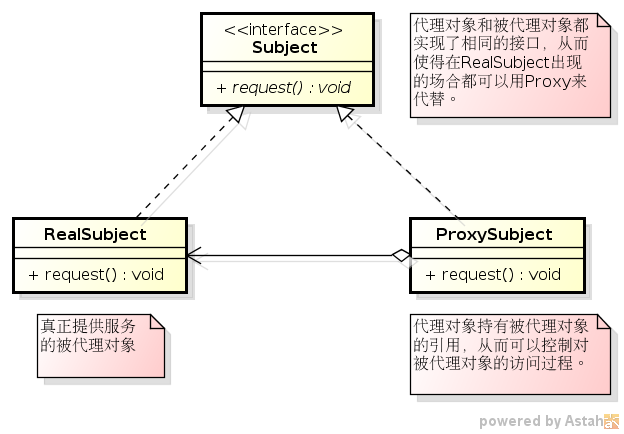 <<interface>>
Subject
+ request() : void
代理对象和被代理对象都
实现了相同的接口，从而
使得在RealSubject出现
的场合都可以用Proxy来
代替。
RealSubject
+ request() : void
ProxySubject
+ request() : void
真正提供服务
的被代理对象
代理对象持有被代理对象
的引用，从而可以控制对
被代理对象的访问过程。
powered by Astah